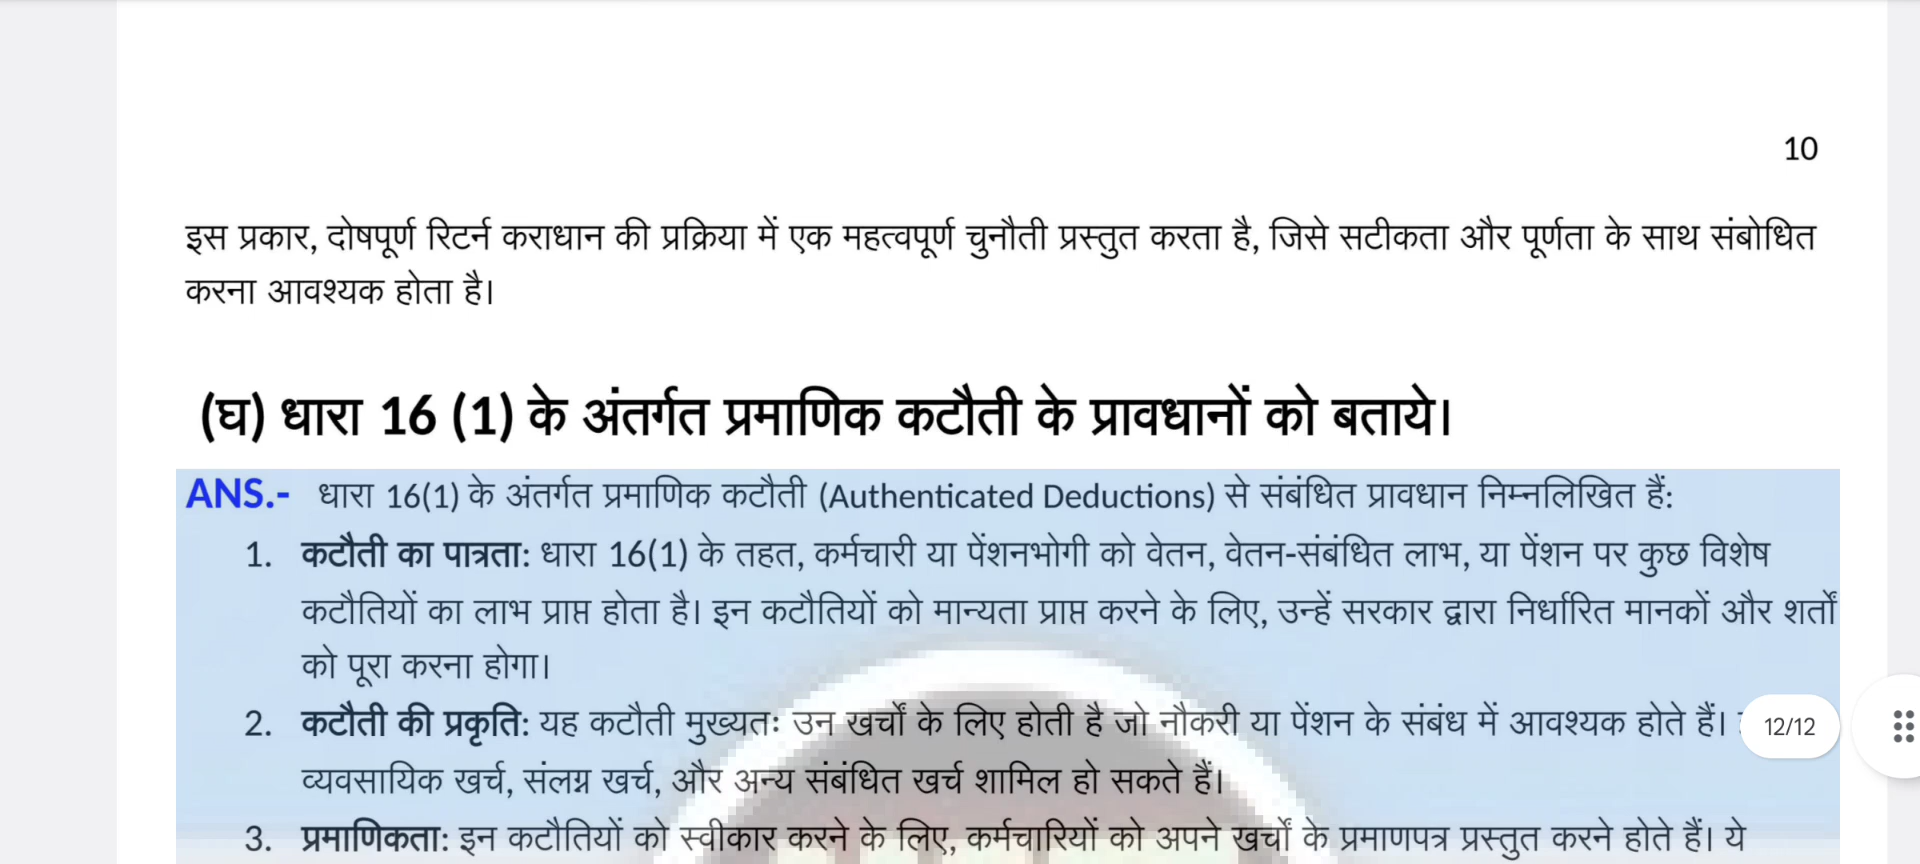 10
इस प्रकार, दोषपूर्ण रिटर्न कराधान की प्रक्रिया में एक महत्वपूर्ण चुनौती प्रस्तुत करता है, जिसे सटीकता और पूर्णता के साथ संबोधित
करना आवश्यक होता है।
(घ) धारा 16 (1) के अंतर्गत प्रमाणिक कटौती के प्रावधानों को बताये।
ANS.- धारा 16(1) के अंतर्गत प्रमाणिक कटौती (Authenticated Deductions) से संबंधित प्रावधान निम्नलिखित हैं:
1. कटौती का पात्रता: धारा 16(1) के तहत, कर्मचारी या पेंशनभोगी को वेतन, वेतन-संबंधित लाभ, या पेंशन पर कुछ विशेष
कटौतियों का लाभ प्राप्त होता है। इन कटौतियों को मान्यता प्राप्त करने के लिए, उन्हें सरकार द्वारा निर्धारित मानकों और शर्तों
को पूरा करना होगा।
2. कटौती की प्रकृति: यह कटौती मुख्यतः उन खर्चों के लिए होती है जो नौकरी या पेंशन के संबंध में आवश्यक होते हैं।
12/12
व्यवसायिक खर्च, संलग्न खर्च, और अन्य संबंधित खर्च शामिल हो सकते हैं।
3. प्रमाणिकता: इन कटौतियों को स्वीकार करने के लिए, कर्मचारियों को अपने खर्चों के प्रमाणपत्र प्रस्तुत करने होते हैं। ये